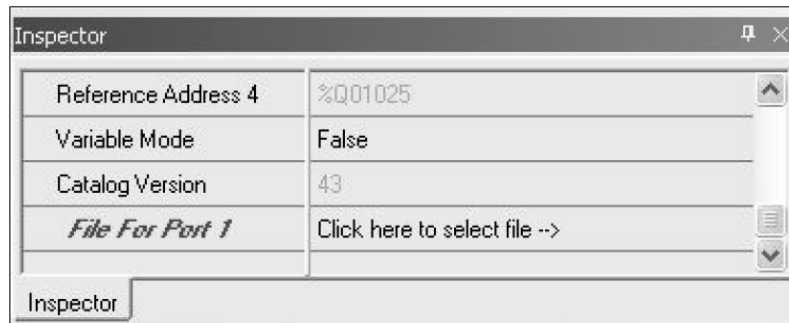 Inspector
Reference Address 4 %Q01025
Variable Mode False
Catalog Version 43
File For Port 1 Click here to select file -->
Inspector